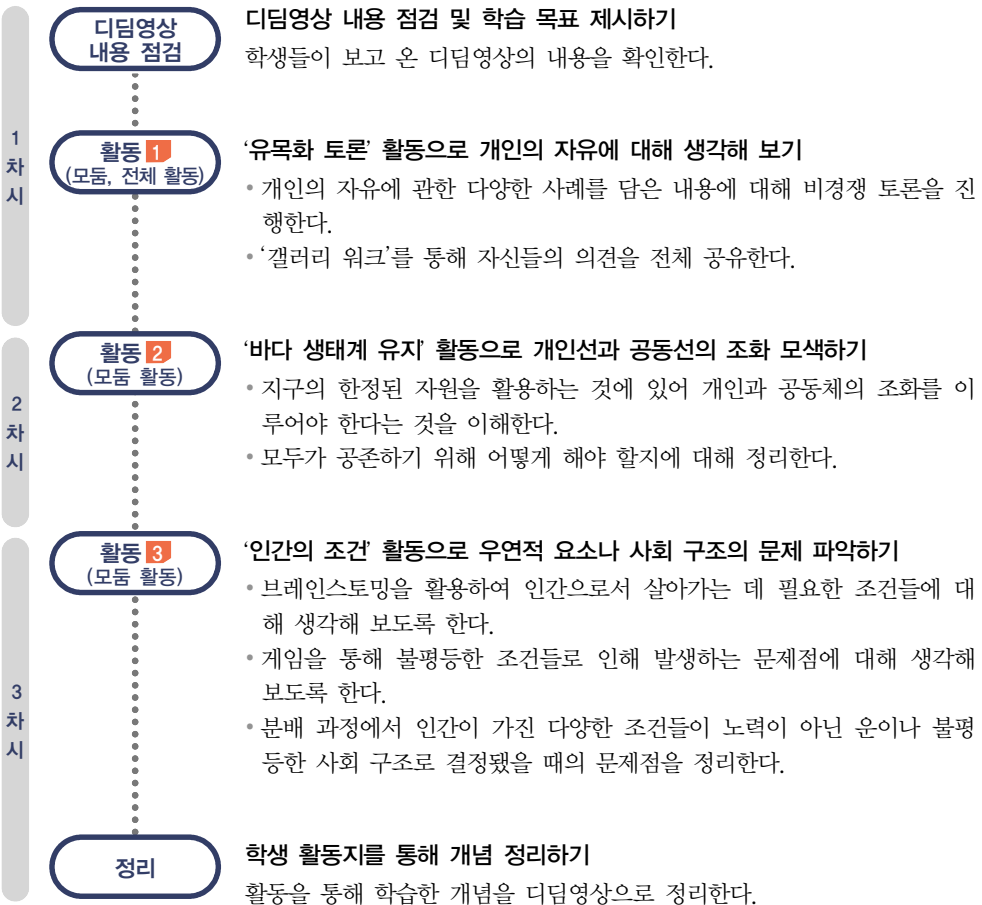 1
차
시
디딤영상
내용 점검
디딤영상 내용 점검 및 학습 목표 제시하기
학생들이 보고 온 디딤영상의 내용을 확인한다.
활동 1
(모둠, 전체 활동)
‘유목화 토론’ 활동으로 개인의 자유에 대해 생각해 보기
• 개인의 자유에 관한 다양한 사례를 담은 내용에 대해 비경쟁 토론을 진
행한다.
• ‘갤러리 워크’를 통해 자신들의 의견을 전체 공유한다.
2
차
시
활동 2
(모둠 활동)
‘바다 생태계 유지’ 활동으로 개인선과 공동선의 조화 모색하기
• 지구의 한정된 자원을 활용하는 것에 있어 개인과 공동체의 조화를 이
루어야 한다는 것을 이해한다.
• 모두가 공존하기 위해 어떻게 해야 할지에 대해 정리한다.
3
차
시
활동 3
(모둠 활동)
‘인간의 조건’ 활동으로 우연적 요소나 사회 구조의 문제 파악하기
• 브레인스토밍을 활용하여 인간으로서 살아가는 데 필요한 조건들에 대
해 생각해 보도록 한다.
• 게임을 통해 불평등한 조건들로 인해 발생하는 문제점에 대해 생각해
보도록 한다.
• 분배 과정에서 인간이 가진 다양한 조건들이 노력이 아닌 운이나 불평
등한 사회 구조로 결정됐을 때의 문제점을 정리한다.
정리
학생 활동지를 통해 개념 정리하기
활동을 통해 학습한 개념을 디딤영상으로 정리한다.